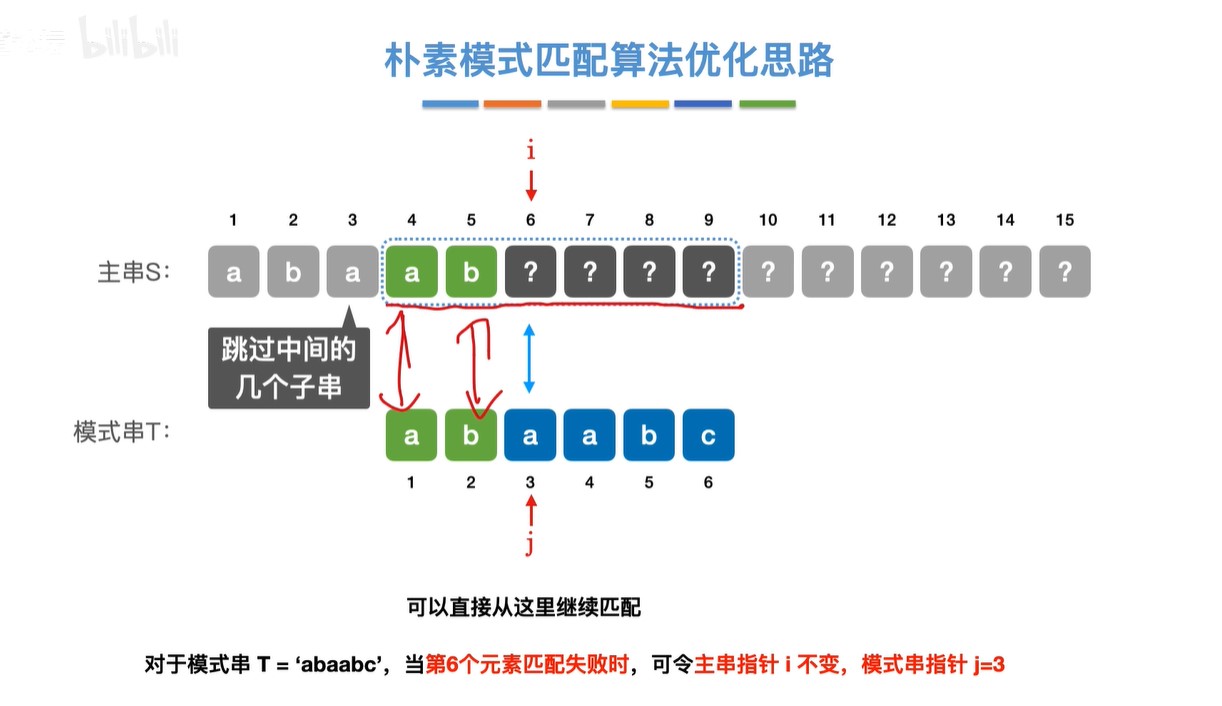 bilibili
朴素模式匹配算法优化思路
i
1 2 3 4 5 6 7 8 9 10 11 12 13 14 15
主串S： a b a a b ? ? ? ? ? ? ? ? ? ?
跳过中间的
几个子串
模式串T： a b a a b c
1 2 3 4 5 6
j
可以直接从这里继续匹配
对于模式串 T = ‘abaabc’，当第6个元素匹配失败时，可令主串指针 i 不变，模式串指针 j=3